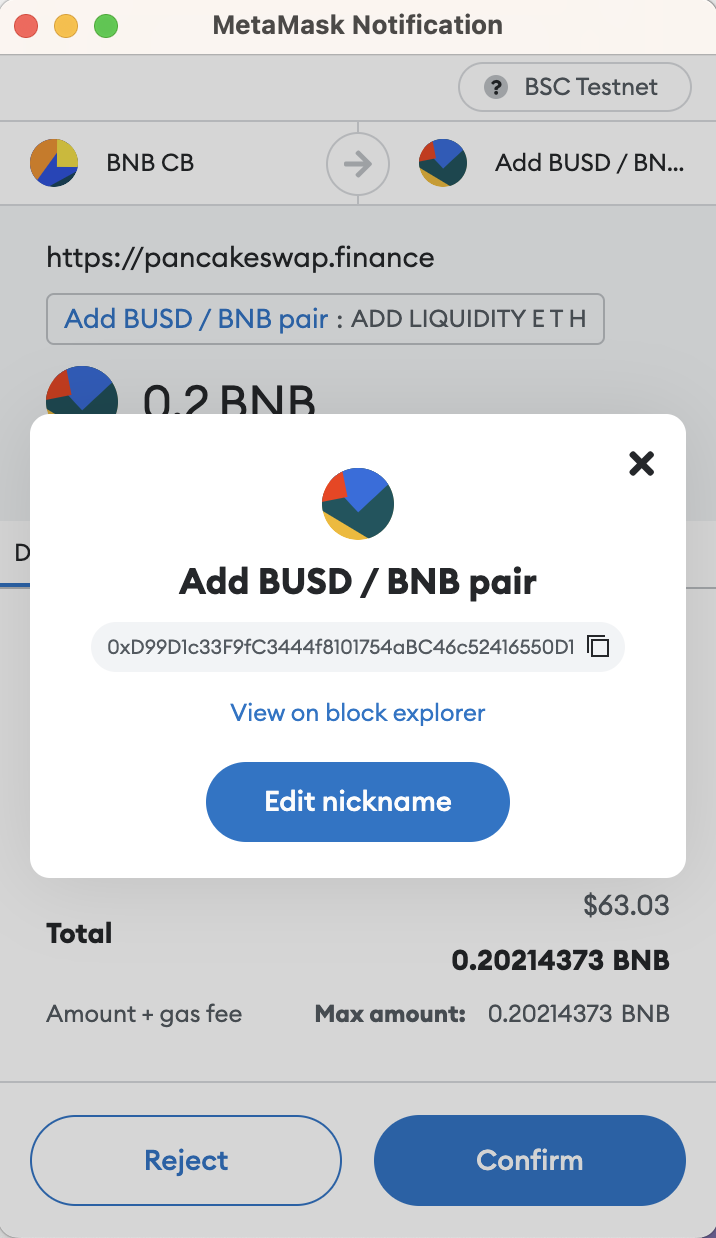 MetaMask Notification
? BSC Testnet
BNB CB
Add BUSD / BN...
https://pancakeswap.finance
Add BUSD / BNB pair : ADD LIQUIDITY E T H
0.2 BNB
D
Add BUSD / BNB pair
0xD99D1c33F9fC3444f8101754aBC46c52416550D1
View on block explorer
Edit nickname
$63.03
Total
0.20214373 BNB
Amount + gas fee
Max amount: 0.20214373 BNB
Reject
Confirm